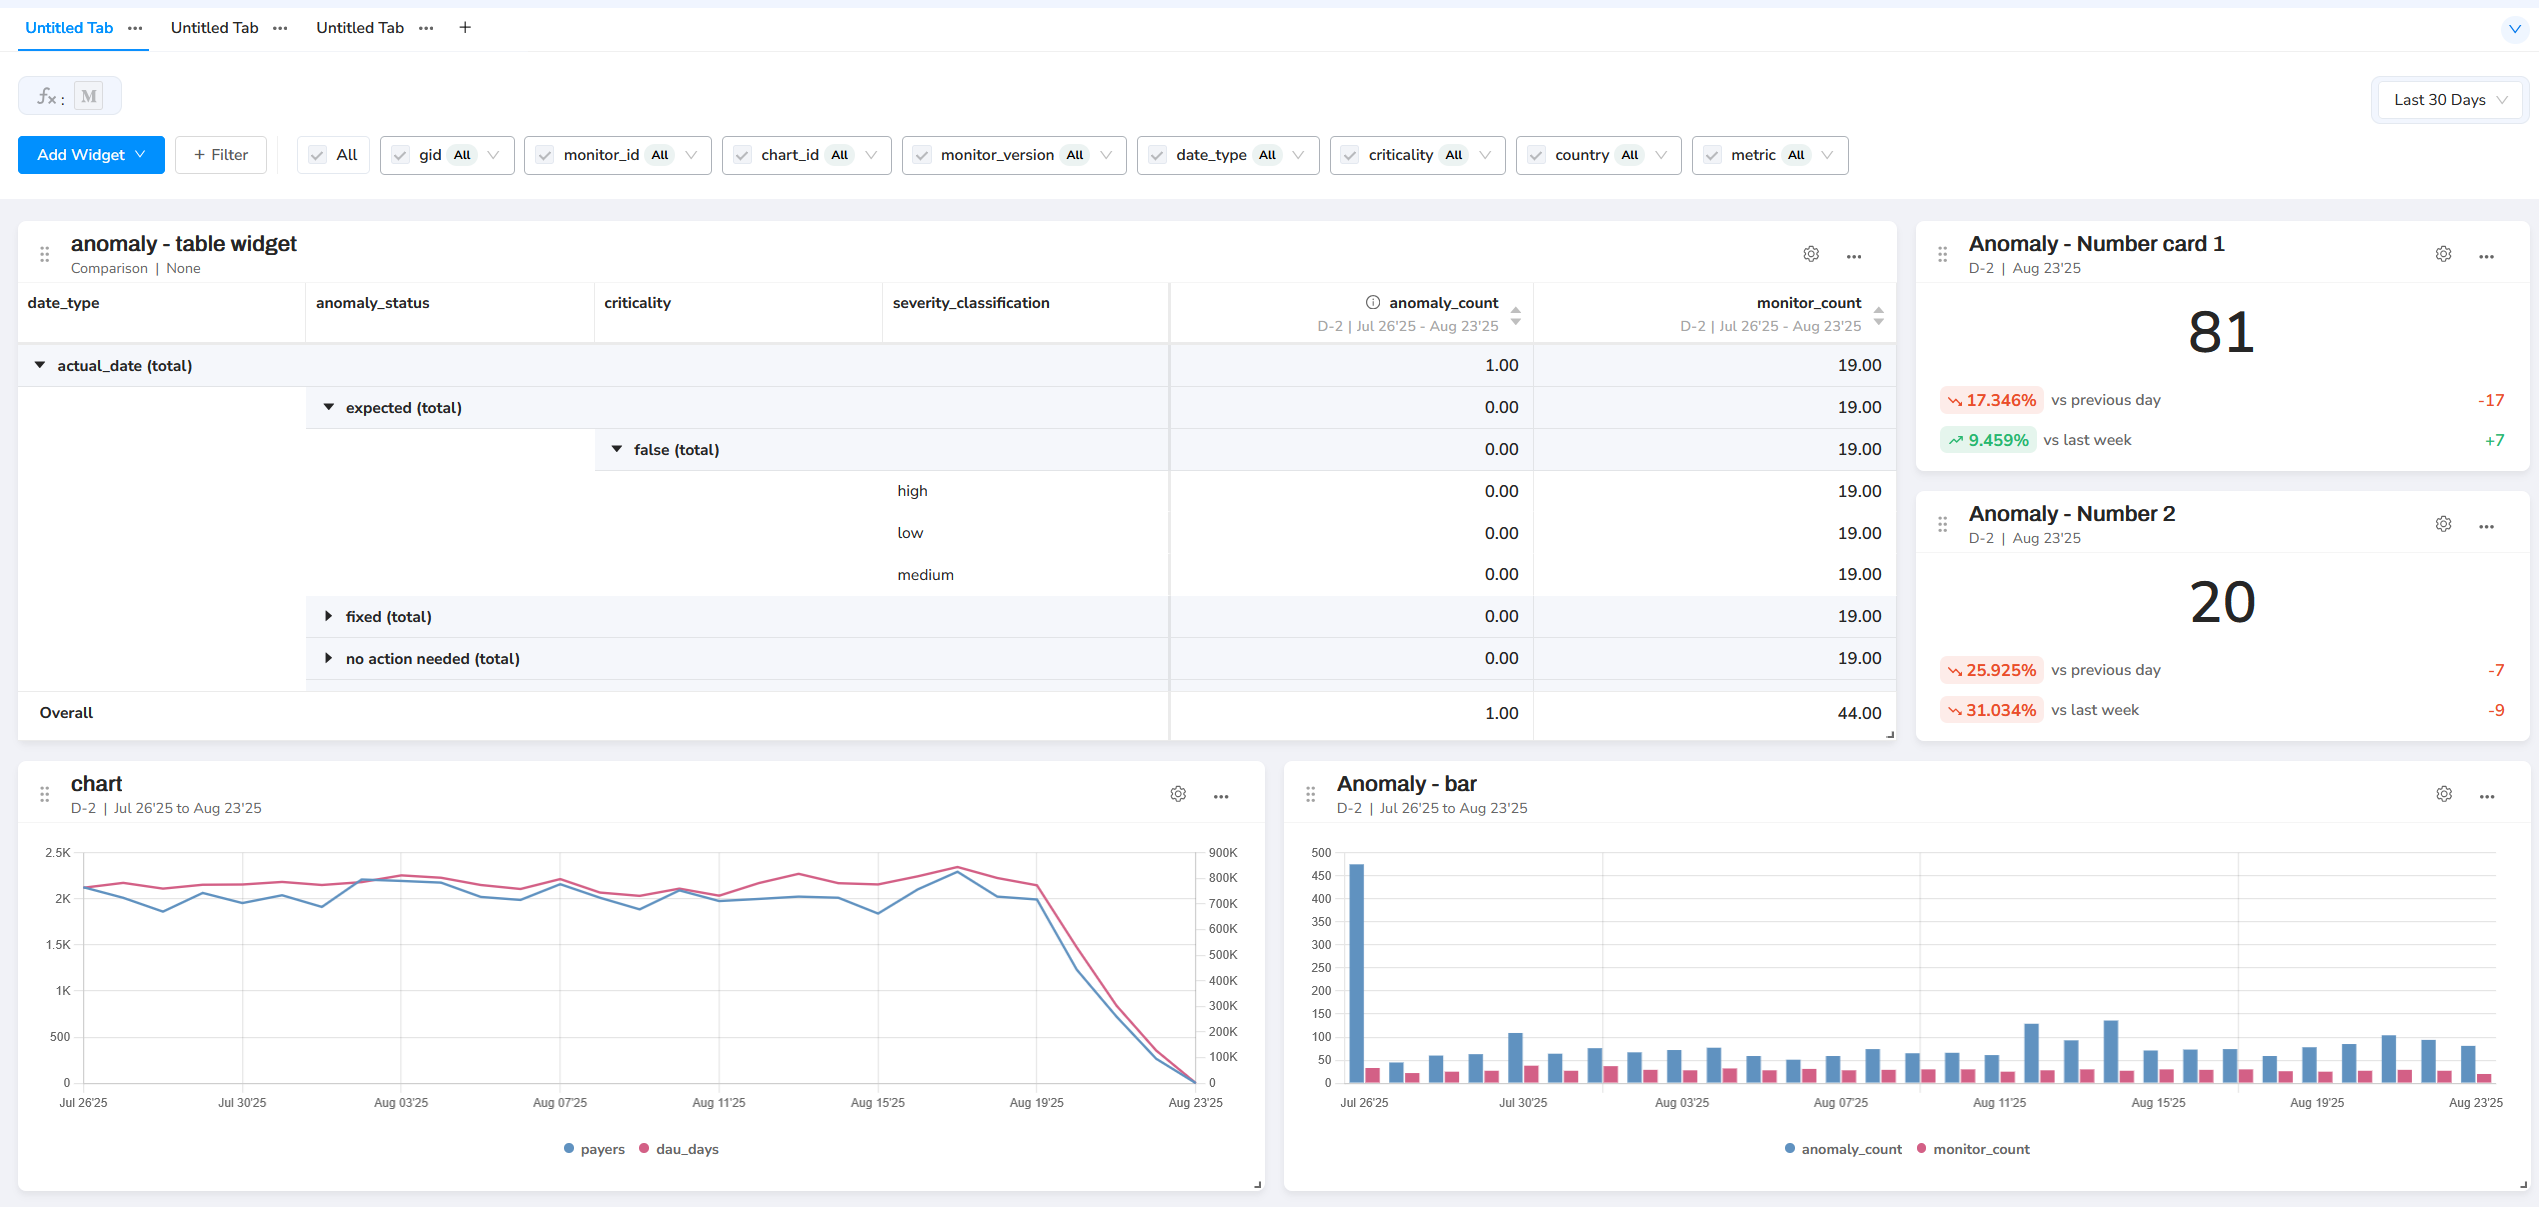 Untitled Tab ••• Untitled Tab ••• Untitled Tab ••• +
fx : M
Last 30 Days
Add Widget + Filter All gid All monitor_id All chart_id All monitor_version All date_type All criticality All country All metric All
anomaly - table widget
Comparison | None
date_type anomaly_status criticality severity_classification anomaly_count monitor_count
D-2 | Jul 26'25 - Aug 23'25 D-2 | Jul 26'25 - Aug 23'25
actual_date (total) 1.00 19.00
expected (total) 0.00 19.00
false (total) 0.00 19.00
high 0.00 19.00
low 0.00 19.00
medium 0.00 19.00
fixed (total) 0.00 19.00
no action needed (total) 0.00 19.00
Overall 1.00 44.00
Anomaly - Number card 1
D-2 | Aug 23'25
81
17.346% vs previous day -17
9.459% vs last week +7
Anomaly - Number 2
D-2 | Aug 23'25
20
25.925% vs previous day -7
31.034% vs last week -9
chart
D-2 | Jul 26'25 to Aug 23'25
2.5K 900K
800K
2K 700K
600K
1.5K 500K
400K
1K 300K
500 200K
100K
0 0
Jul 26'25 Jul 30'25 Aug 03'25 Aug 07'25 Aug 11'25 Aug 15'25 Aug 19'25 Aug 23'25
payers dau_days
Anomaly - bar
D-2 | Jul 26'25 to Aug 23'25
500
450
400
350
300
250
200
150
100
50
0
Jul 26'25 Jul 30'25 Aug 03'25 Aug 07'25 Aug 11'25 Aug 15'25 Aug 19'25 Aug 23'25
anomaly_count monitor_count